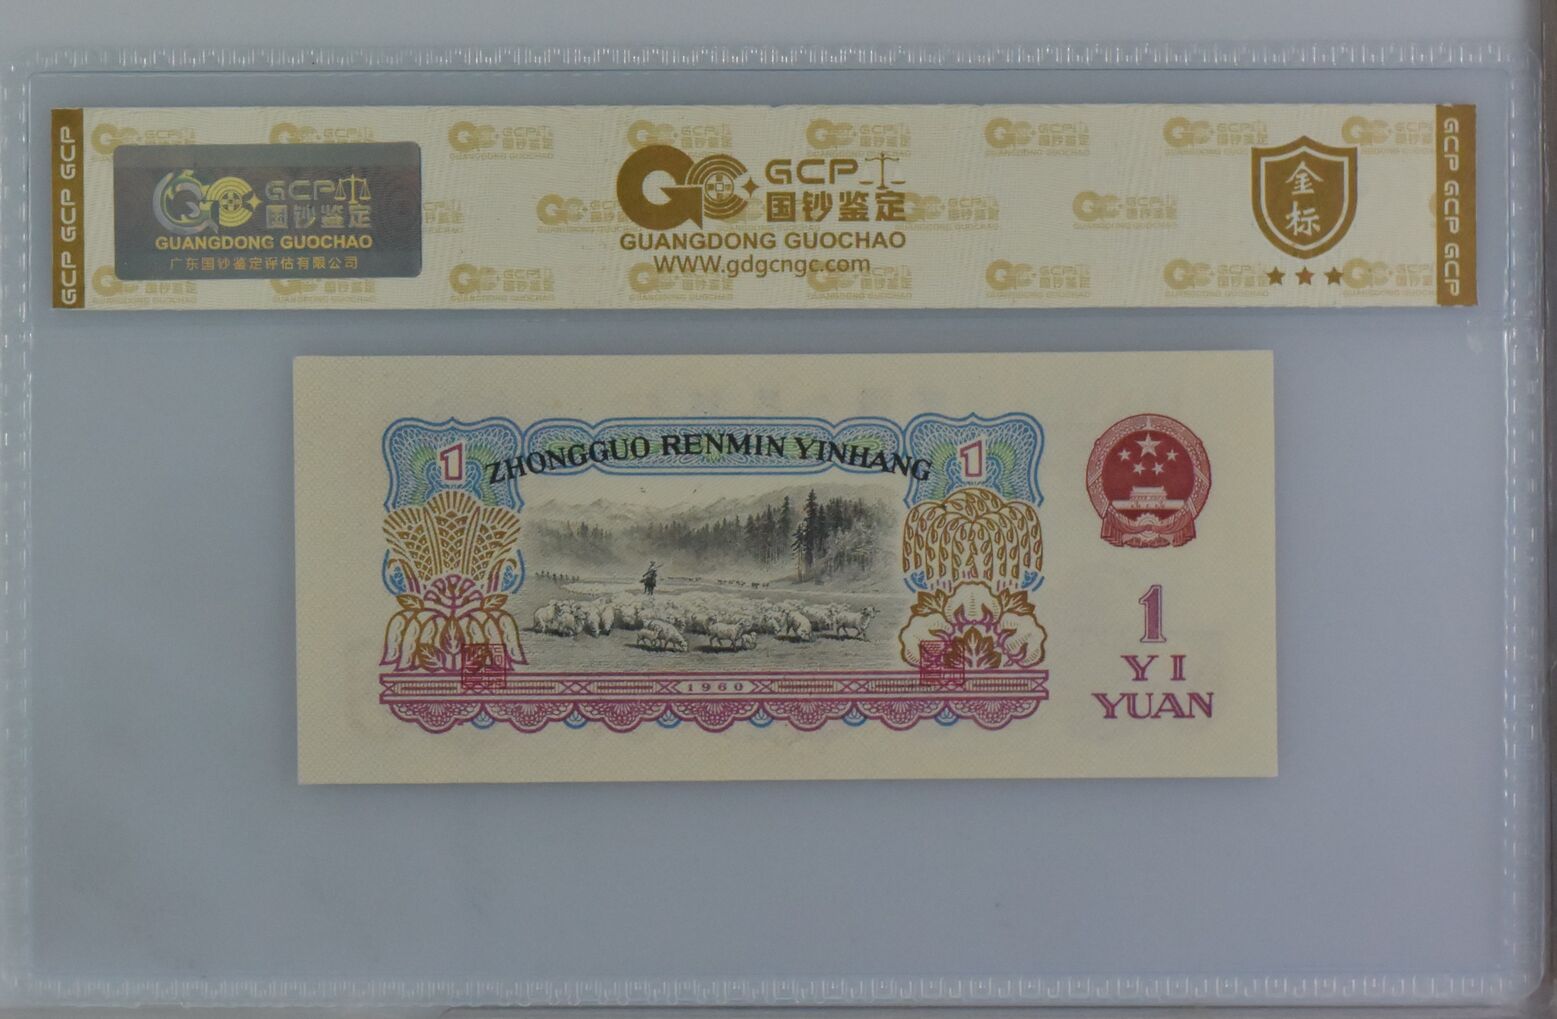 GCP GCP GCP
GCP
国钞鉴定
GUANGDONG GUOCHAO
广东国钞鉴定评估有限公司
GCP
国钞鉴定
GUANGDONG GUOCHAO
WWW.gdgcngc.com
金
标
GCP GCP GCP
ZHONGGUO RENMIN YINHANG
1
1
1960
1
YI
YUAN